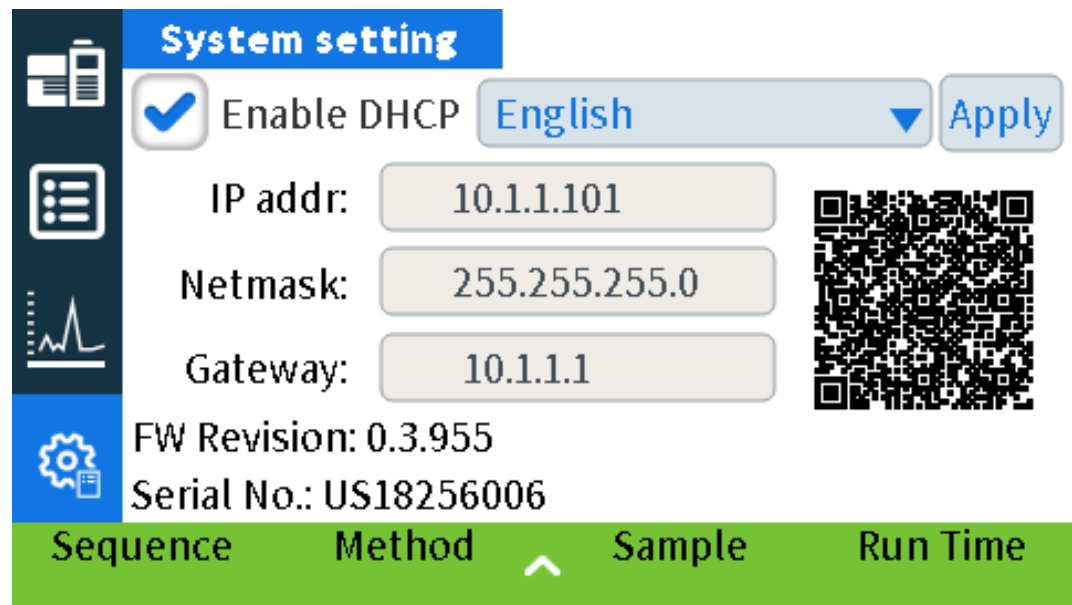 System setting
Enable DHCP English Apply
IP addr: 10.1.1.101
Netmask: 255.255.255.0
Gateway: 10.1.1.1
FW Revision: 0.3.955
Serial No.: US18256006
Sequence Method Sample Run Time